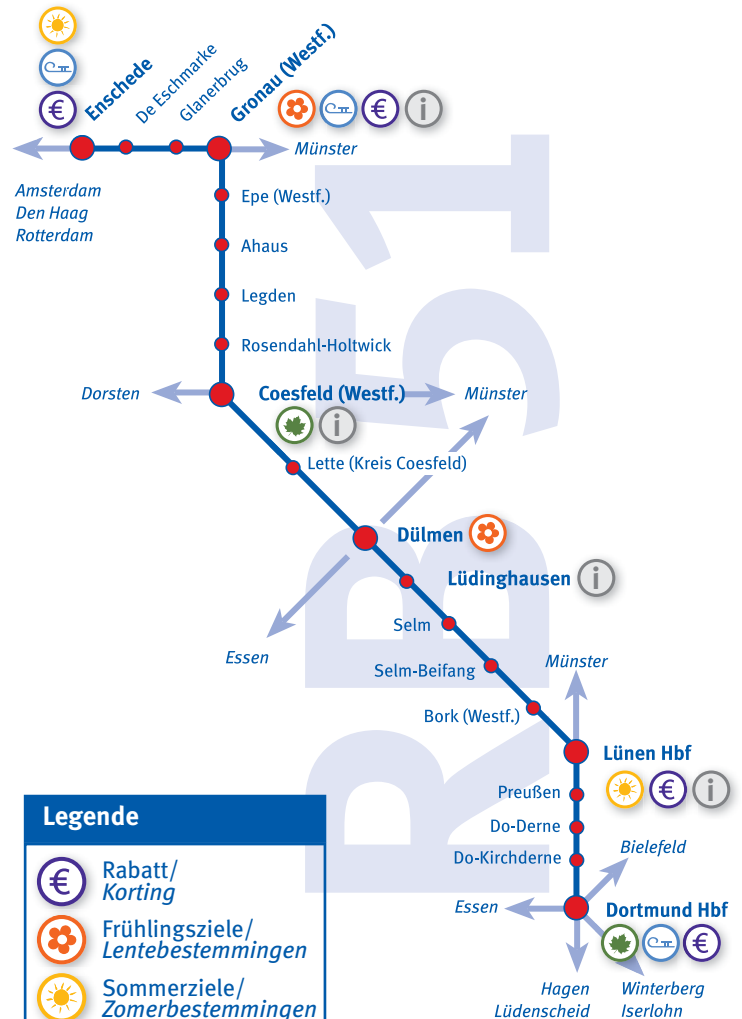 Enschede
De Eschmarke
Glanerbrug
Gronau (Westf.)
€
€
i
Münster
Amsterdam
Den Haag
Rotterdam
Epe (Westf.)
Ahaus
Legden
Rosendahl-Holtwick
Dorsten
Coesfeld (Westf.)
Münster
i
Lette (Kreis Coesfeld)
Dülmen
Lüdinghausen
i
Essen
Selm
Selm-Beifang
Münster
Bork (Westf.)
Lünen Hbf
€
i
Preußen
Do-Derne
Do-Kirchderne
Bielefeld
Essen
Dortmund Hbf
€
Hagen
Lüdenscheid
Winterberg
Iserlohn
RB 51
Legende
€
Rabatt/
Korting
Frühlingsziele/
Lentebestemmingen
Sommerziele/
Zomerbestemmingen